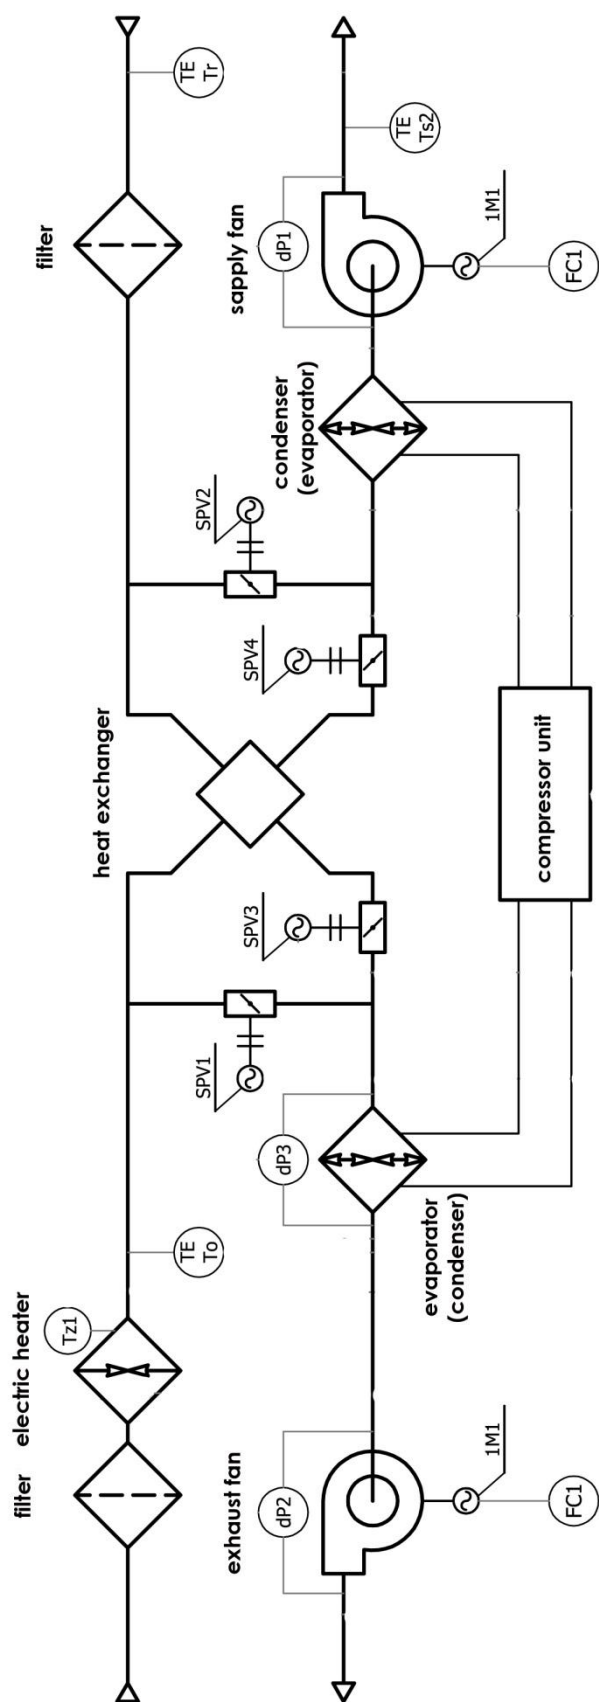 filter
electric heater
Tz1
TE
To
heat exchanger
filter
TE
Tr
SPV1
SPV3
SPV4
SPV2
exhaust fan
dP2
1M1
FC1
evaporator
(condenser)
dP3
compressor unit
condenser
(evaporator)
sapply fan
dP1
TE
Ts2
1M1
FC1